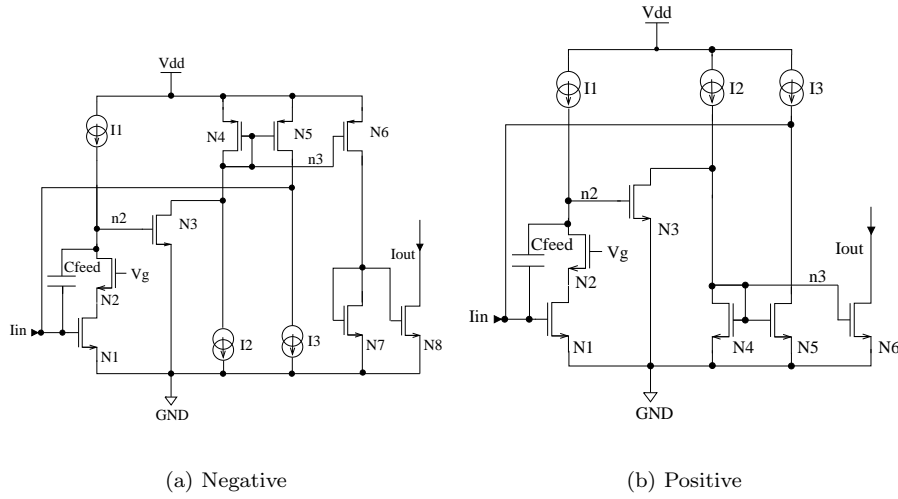 Vdd
I1
N4
N5
N6
n3
n2
N3
Cfeed
Vg
N2
Iin
N1
I2
I3
Iout
N7
N8
GND
(a) Negative
Vdd
I1
I2
I3
n2
N3
Cfeed
Vg
N2
Iin
N1
n3
Iout
N4
N5
N6
GND
(b) Positive